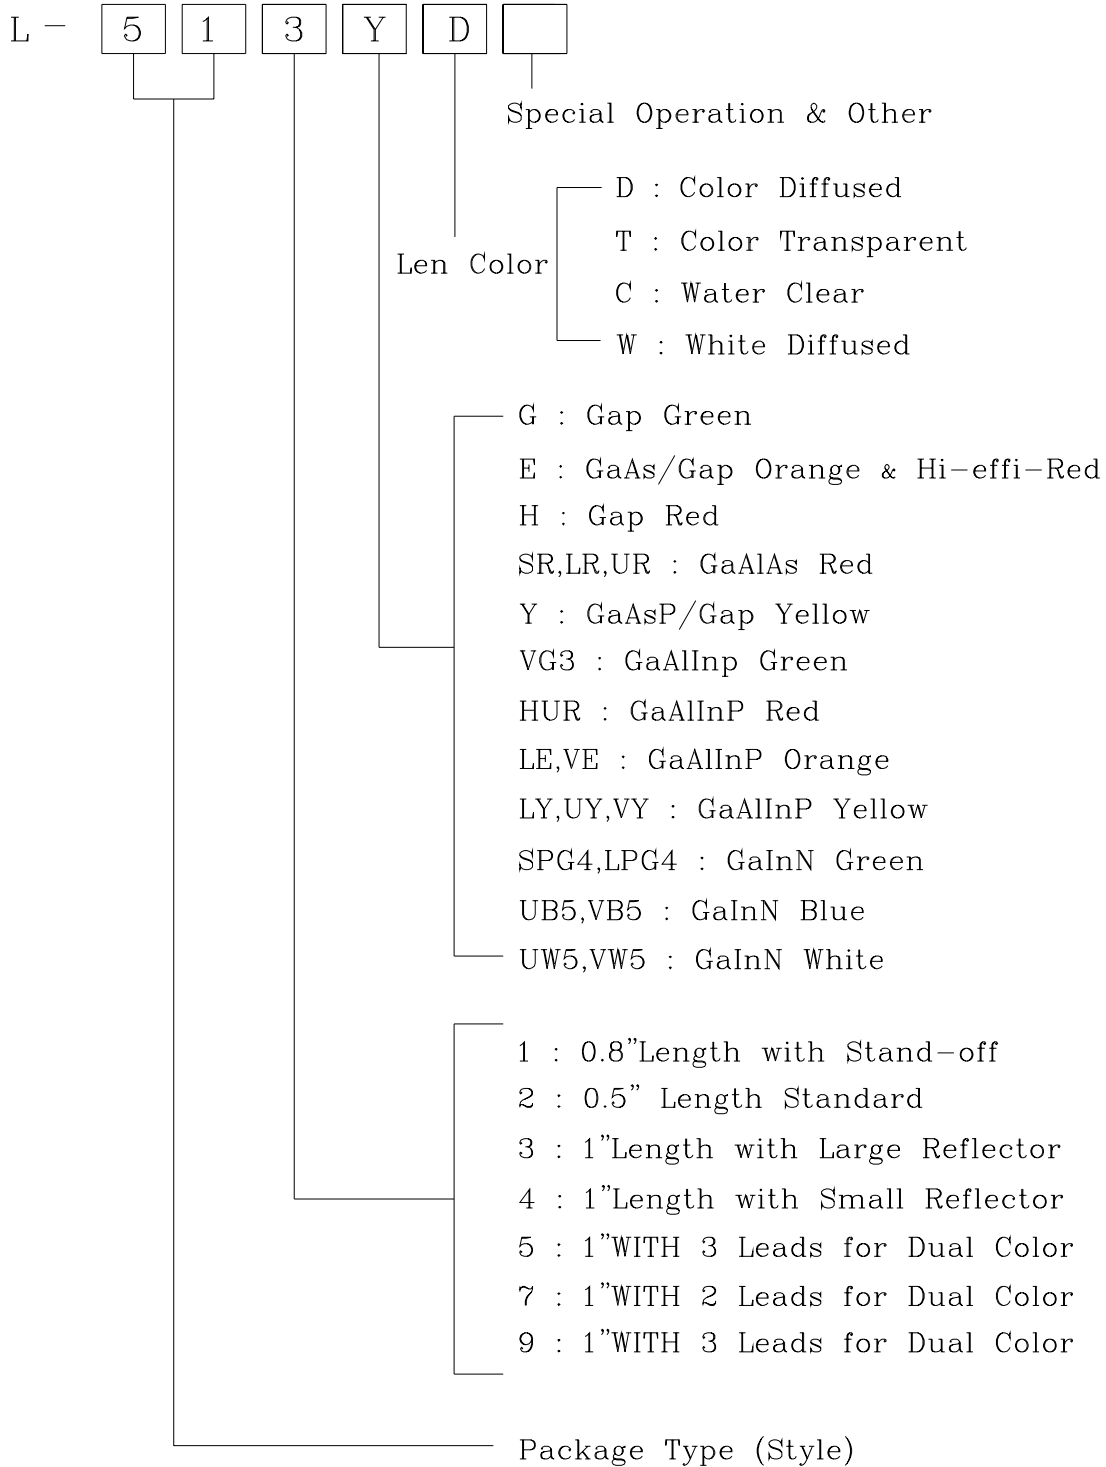 L - 5 1 3 Y D
Special Operation & Other
D : Color Diffused
T : Color Transparent
Len Color
C : Water Clear
W : White Diffused
G : Gap Green
E : GaAs/Gap Orange & Hi-effi-Red
H : Gap Red
SR,LR,UR : GaAlAs Red
Y : GaAsP/Gap Yellow
VG3 : GaAlInp Green
HUR : GaAlInP Red
LE,VE : GaAlInP Orange
LY,UY,VY : GaAlInP Yellow
SPG4,LPG4 : GaInN Green
UB5,VB5 : GaInN Blue
UW5,VW5 : GaInN White
1 : 0.8"Length with Stand-off
2 : 0.5" Length Standard
3 : 1"Length with Large Reflector
4 : 1"Length with Small Reflector
5 : 1"WITH 3 Leads for Dual Color
7 : 1"WITH 2 Leads for Dual Color
9 : 1"WITH 3 Leads for Dual Color
Package Type (Style)